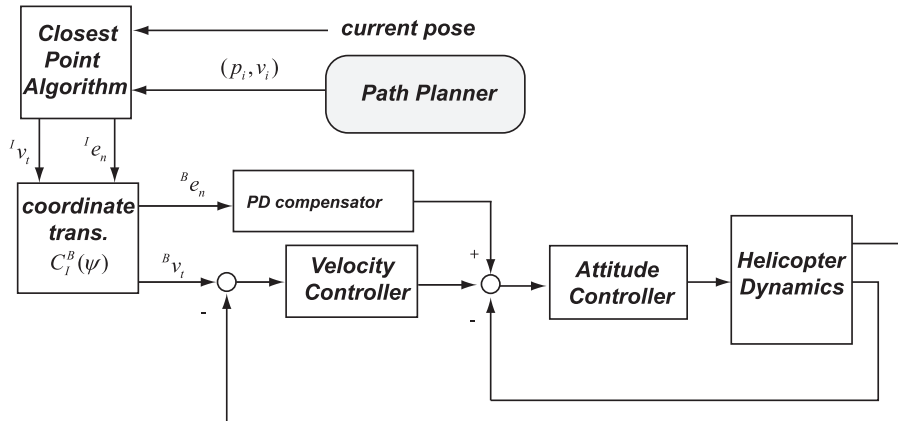 Closest
Point
Algorithm
current pose
(p_i, v_i)
Path Planner
^I v_t
^I e_n
coordinate
trans.
C_I^B(ψ)
^B e_n
PD compensator
^B v_t
-
Velocity
Controller
+
-
Attitude
Controller
Helicopter
Dynamics